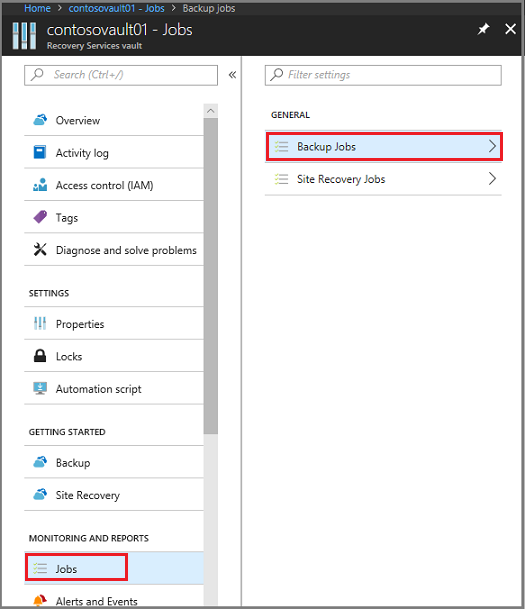 Home > contosovault01 - Jobs > Backup jobs
contosovault01 - Jobs
Recovery Services vault
Search (Ctrl+/)
Overview
Activity log
Access control (IAM)
Tags
Diagnose and solve problems
SETTINGS
Properties
Locks
Automation script
GETTING STARTED
Backup
Site Recovery
MONITORING AND REPORTS
Jobs
Alerts and Events
Filter settings
GENERAL
Backup Jobs
Site Recovery Jobs